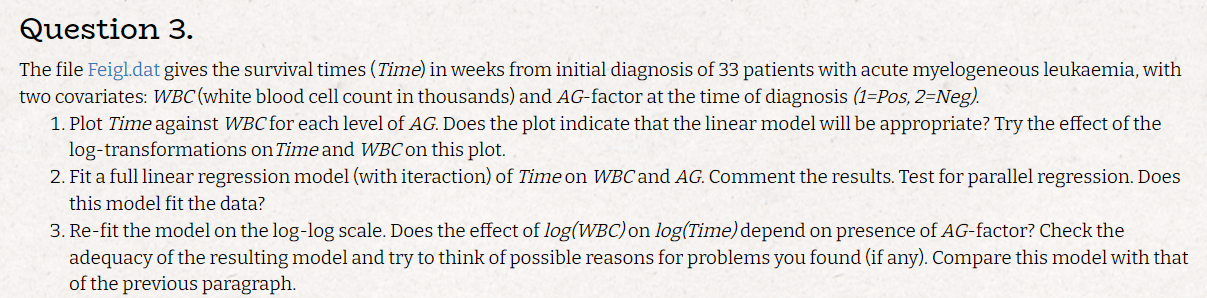 Question 3.
The file Feigl.dat gives the survival times (Time) in weeks from initial diagnosis of 33 patients with acute myelogeneous leukaemia, with
two covariates: WBC (white blood cell count in thousands) and AG-factor at the time of diagnosis (1=Pos, 2=Neg).
1. Plot Time against WBC for each level of AG. Does the plot indicate that the linear model will be appropriate? Try the effect of the
log-transformations on Time and WBC on this plot.
2. Fit a full linear regression model (with iteraction) of Time on WBC and AG. Comment the results. Test for parallel regression. Does
this model fit the data?
3. Re-fit the model on the log-log scale. Does the effect of log(WBC) on log(Time) depend on presence of AG-factor? Check the
adequacy of the resulting model and try to think of possible reasons for problems you found (if any). Compare this model with that
of the previous paragraph.